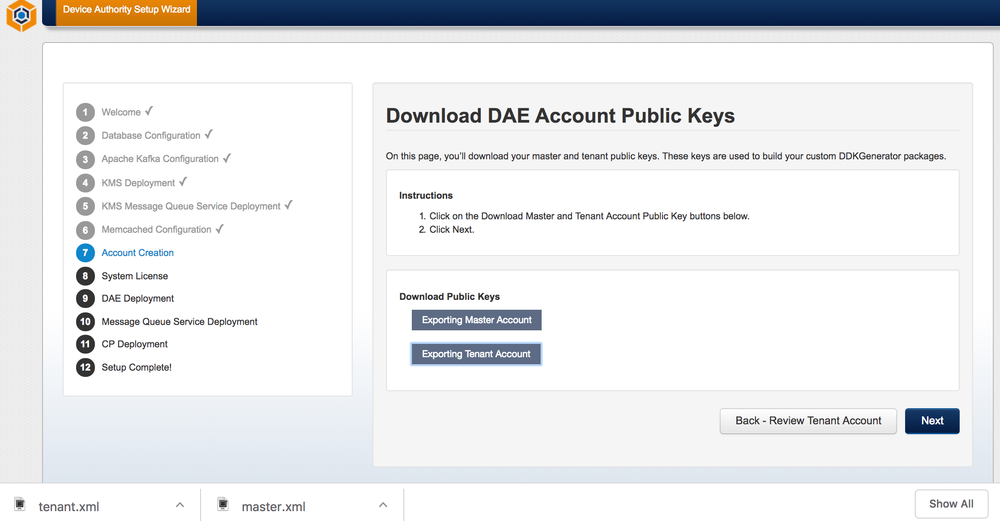 Device Authority Setup Wizard
1 Welcome ✓
2 Database Configuration ✓
3 Apache Kafka Configuration ✓
4 KMS Deployment ✓
5 KMS Message Queue Service Deployment ✓
6 Memcached Configuration ✓
7 Account Creation
8 System License
9 DAE Deployment
10 Message Queue Service Deployment
11 CP Deployment
12 Setup Complete!
Download DAE Account Public Keys
On this page, you’ll download your master and tenant public keys. These keys are used to build your custom DDKGenerator packages.
Instructions
1. Click on the Download Master and Tenant Account Public Key buttons below.
2. Click Next.
Download Public Keys
Exporting Master Account
Exporting Tenant Account
Back - Review Tenant Account
Next
tenant.xml
master.xml
Show All